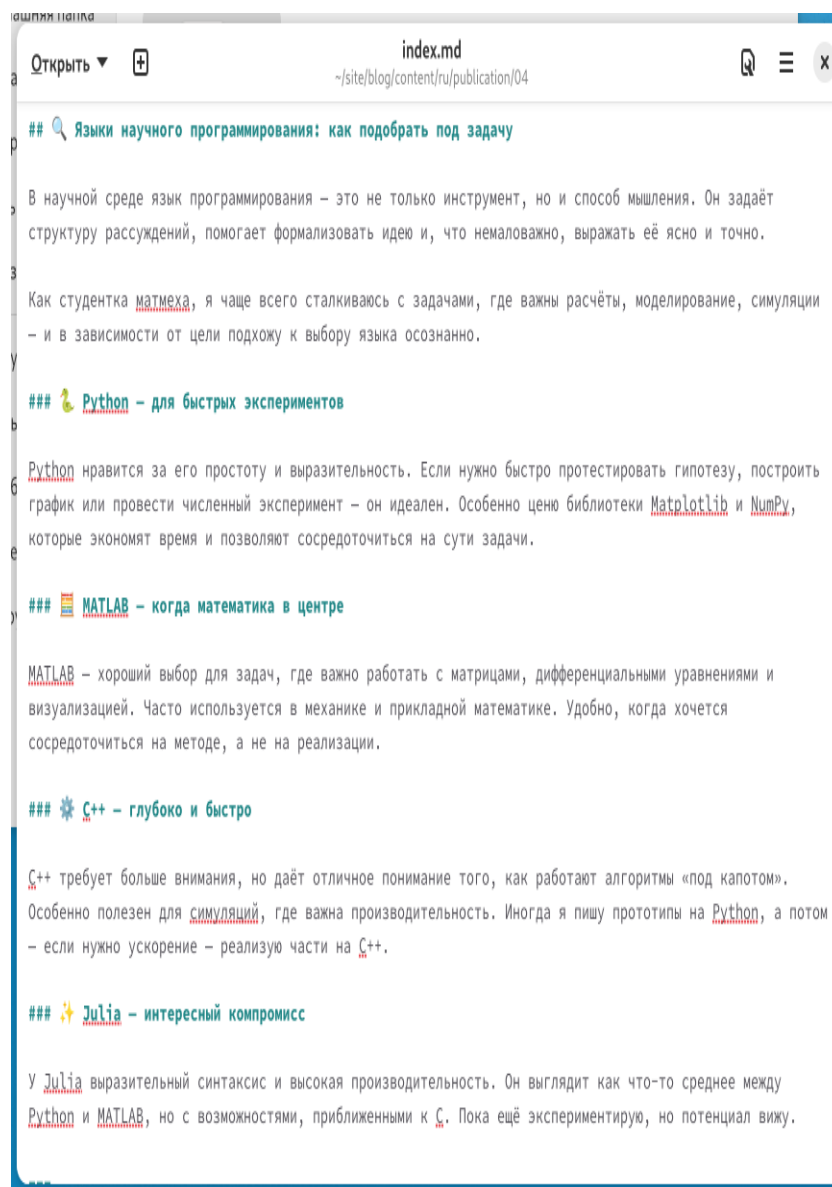 Открыть
index.md
~/site/blog/content/ru/publication/04
## 🔍 Языки научного программирования: как подобрать под задачу
В научной среде язык программирования — это не только инструмент, но и способ мышления. Он задаёт
структуру рассуждений, помогает формализовать идею и, что немаловажно, выражать её ясно и точно.
Как студентка матмеха, я чаще всего сталкиваюсь с задачами, где важны расчёты, моделирование, симуляции
— и в зависимости от цели подхожу к выбору языка осознанно.
### 🐍 Python — для быстрых экспериментов
Python нравится за его простоту и выразительность. Если нужно быстро протестировать гипотезу, построить
график или провести численный эксперимент — он идеален. Особенно ценю библиотеки Matplotlib и NumPy,
которые экономят время и позволяют сосредоточиться на сути задачи.
### 🧮 MATLAB — когда математика в центре
MATLAB — хороший выбор для задач, где важно работать с матрицами, дифференциальными уравнениями и
визуализацией. Часто используется в механике и прикладной математике. Удобно, когда хочется
сосредоточиться на методе, а не на реализации.
### ⚙️ C++ — глубоко и быстро
C++ требует больше внимания, но даёт отличное понимание того, как работают алгоритмы «под капотом».
Особенно полезен для симуляций, где важна производительность. Иногда я пишу прототипы на Python, а потом
— если нужно ускорение — реализую части на C++.
### ✨ Julia — интересный компромисс
У Julia выразительный синтаксис и высокая производительность. Он выглядит как что-то среднее между
Python и MATLAB, но с возможностями, приближенными к C. Пока ещё экспериментирую, но потенциал вижу.